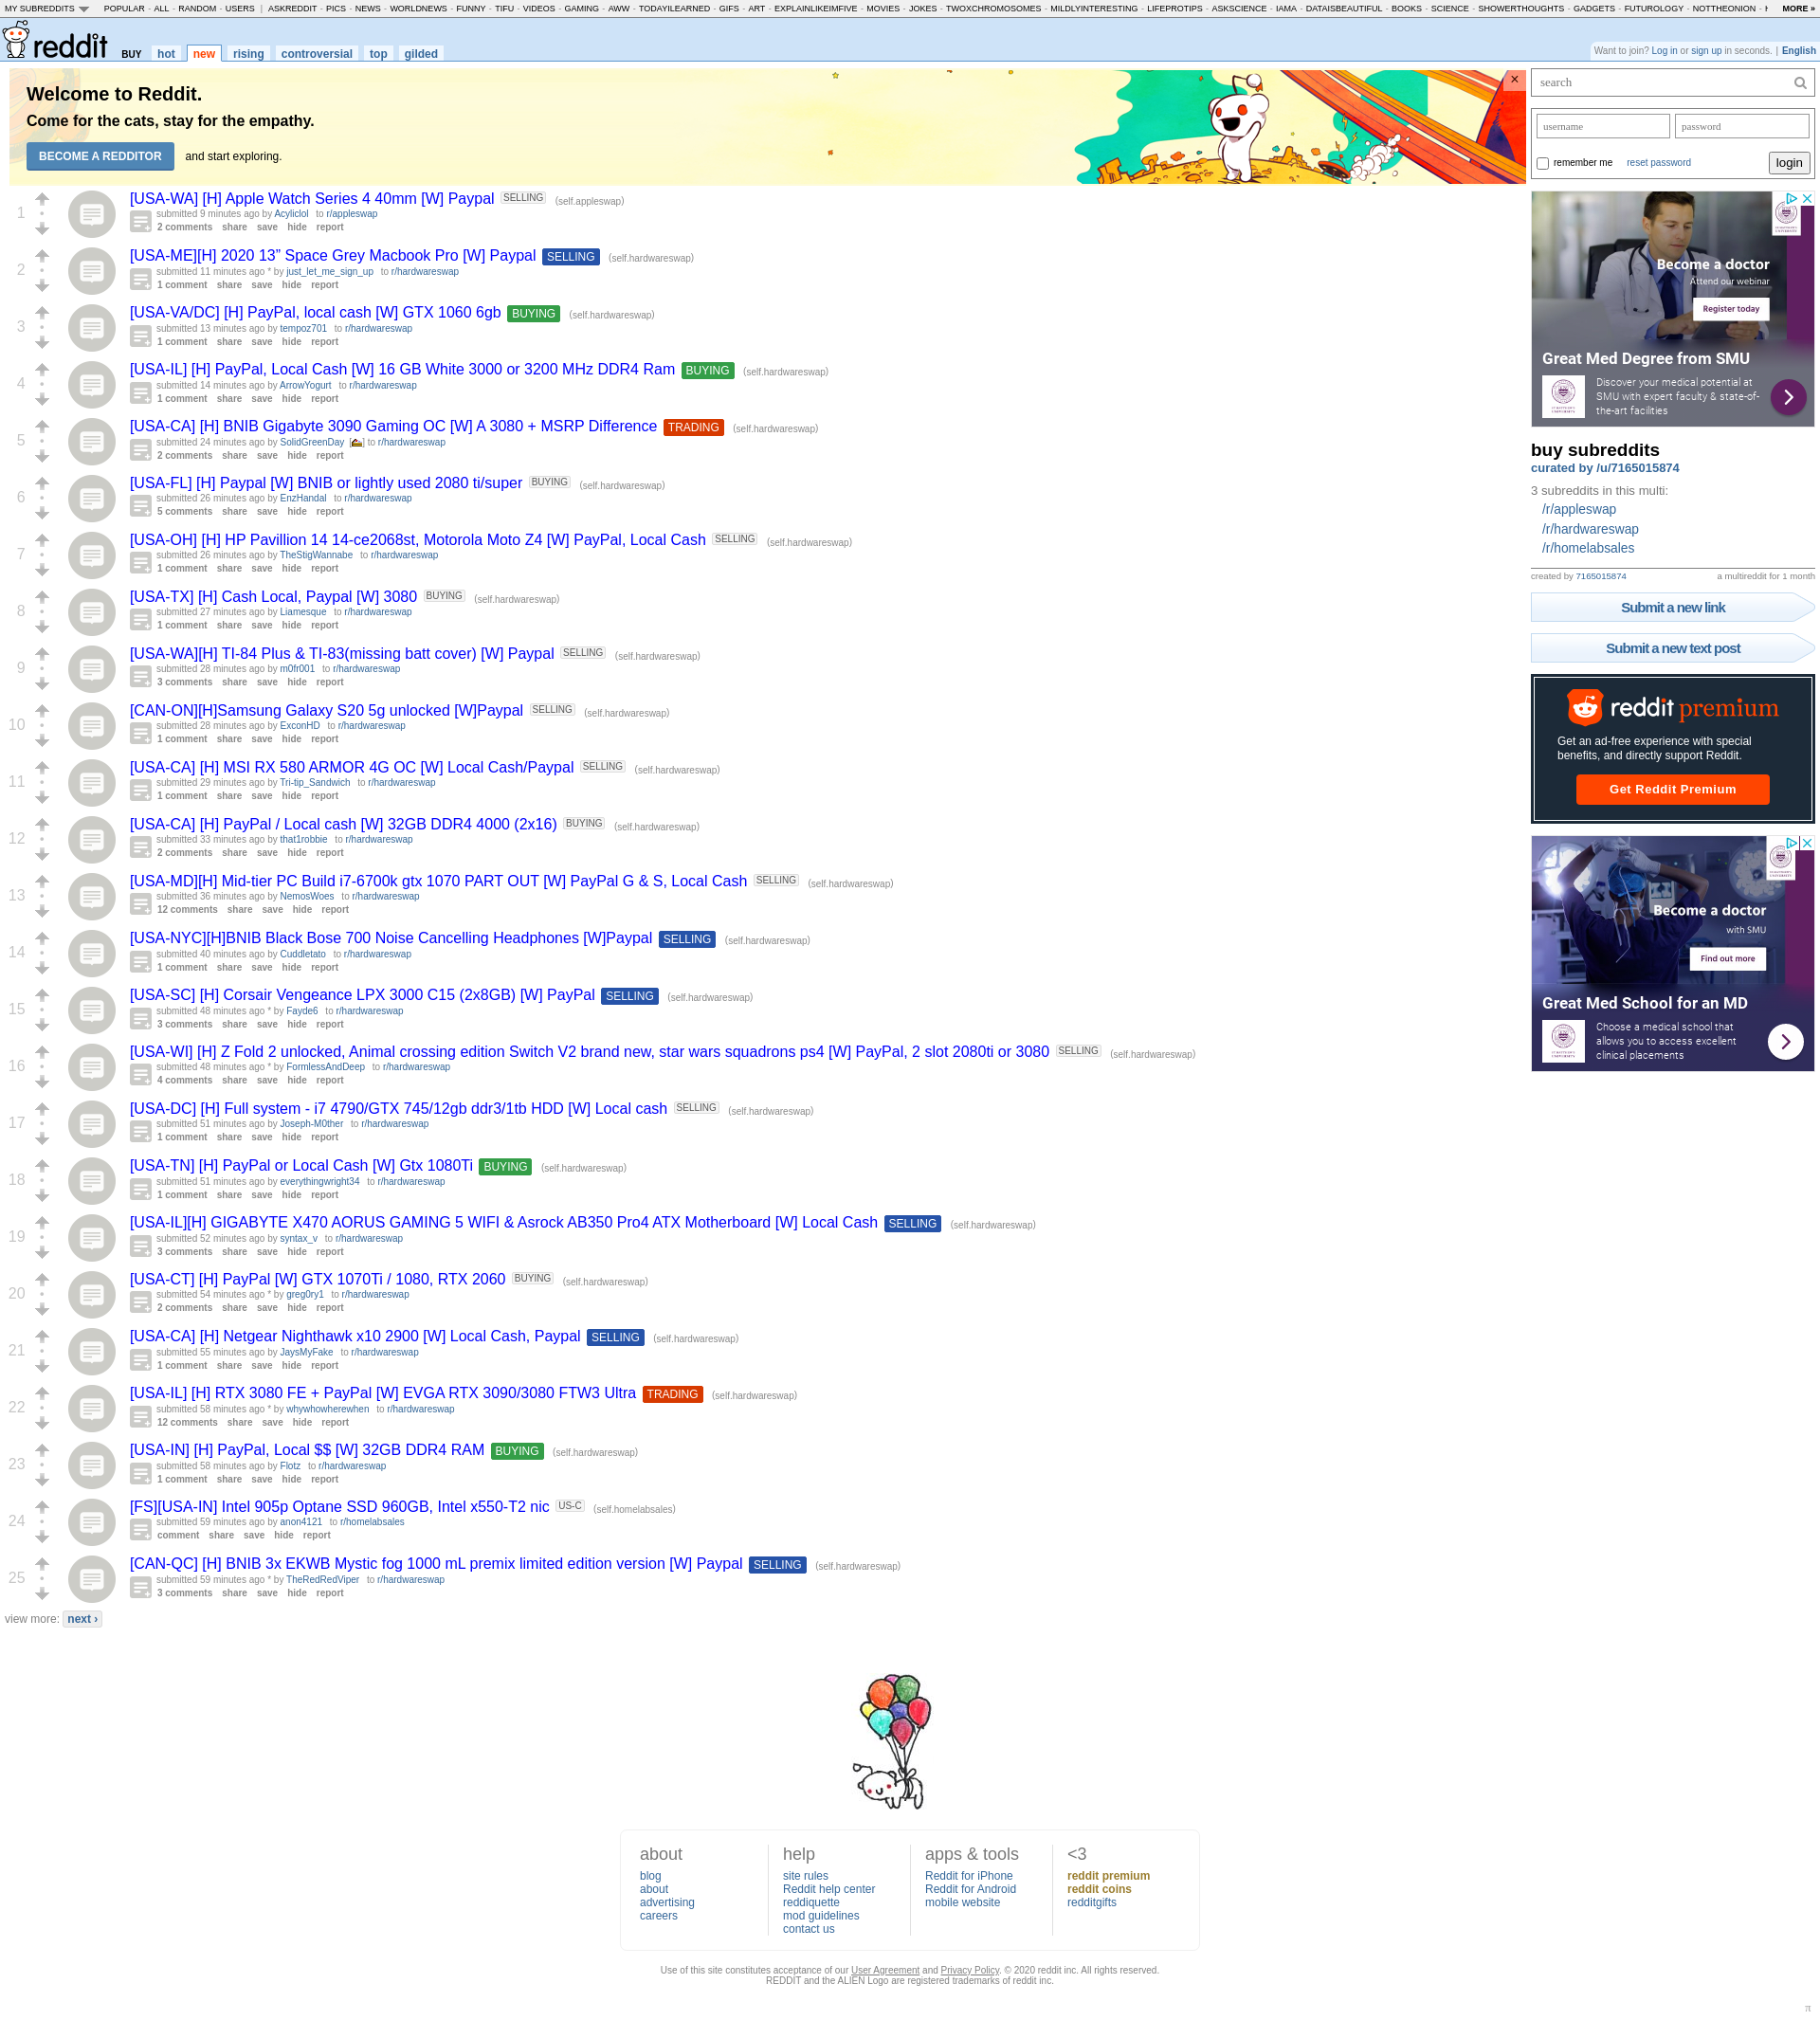 MY SUBREDDITS POPULAR - ALL - RANDOM - USERS | ASKREDDIT - PICS - NEWS - WORLDNEWS - FUNNY - TIFU - VIDEOS - GAMING - AWW - TODAYILEARNED - GIFS - ART - EXPLAINLIKEIMFIVE - MOVIES - JOKES - TWOXCHROMOSOMES - MILDLYINTERESTING - LIFEPROTIPS - ASKSCIENCE - IAMA - DATAISBEAUTIFUL - BOOKS - SCIENCE - SHOWERTHOUGHTS - GADGETS - FUTUROLOGY - NOTTHEONION - MORE »
reddit BUY hot new rising controversial top gilded
Want to join? Log in or sign up in seconds. | English
Welcome to Reddit.
Come for the cats, stay for the empathy.
BECOME A REDDITOR and start exploring.
1 [USA-WA] [H] Apple Watch Series 4 40mm [W] Paypal SELLING (self.appleswap)
submitted 9 minutes ago by Acyliclol to r/appleswap
2 comments share save hide report
2 [USA-ME][H] 2020 13” Space Grey Macbook Pro [W] Paypal SELLING (self.hardwareswap)
submitted 11 minutes ago * by just_let_me_sign_up to r/hardwareswap
1 comment share save hide report
3 [USA-VA/DC] [H] PayPal, local cash [W] GTX 1060 6gb BUYING (self.hardwareswap)
submitted 13 minutes ago by tempoz701 to r/hardwareswap
1 comment share save hide report
4 [USA-IL] [H] PayPal, Local Cash [W] 16 GB White 3000 or 3200 MHz DDR4 Ram BUYING (self.hardwareswap)
submitted 14 minutes ago by ArrowYogurt to r/hardwareswap
1 comment share save hide report
5 [USA-CA] [H] BNIB Gigabyte 3090 Gaming OC [W] A 3080 + MSRP Difference TRADING (self.hardwareswap)
submitted 24 minutes ago by SolidGreenDay [] to r/hardwareswap
2 comments share save hide report
6 [USA-FL] [H] Paypal [W] BNIB or lightly used 2080 ti/super BUYING (self.hardwareswap)
submitted 26 minutes ago by EnzHandal to r/hardwareswap
5 comments share save hide report
7 [USA-OH] [H] HP Pavillion 14 14-ce2068st, Motorola Moto Z4 [W] PayPal, Local Cash SELLING (self.hardwareswap)
submitted 26 minutes ago by TheStigWannabe to r/hardwareswap
1 comment share save hide report
8 [USA-TX] [H] Cash Local, Paypal [W] 3080 BUYING (self.hardwareswap)
submitted 27 minutes ago by Liamesque to r/hardwareswap
1 comment share save hide report
9 [USA-WA][H] TI-84 Plus & TI-83(missing batt cover) [W] Paypal SELLING (self.hardwareswap)
submitted 28 minutes ago by m0fr001 to r/hardwareswap
3 comments share save hide report
10 [CAN-ON][H]Samsung Galaxy S20 5g unlocked [W]Paypal SELLING (self.hardwareswap)
submitted 28 minutes ago by ExconHD to r/hardwareswap
1 comment share save hide report
11 [USA-CA] [H] MSI RX 580 ARMOR 4G OC [W] Local Cash/Paypal SELLING (self.hardwareswap)
submitted 29 minutes ago by Tri-tip_Sandwich to r/hardwareswap
1 comment share save hide report
12 [USA-CA] [H] PayPal / Local cash [W] 32GB DDR4 4000 (2x16) BUYING (self.hardwareswap)
submitted 33 minutes ago by that1robbie to r/hardwareswap
2 comments share save hide report
13 [USA-MD][H] Mid-tier PC Build i7-6700k gtx 1070 PART OUT [W] PayPal G & S, Local Cash SELLING (self.hardwareswap)
submitted 36 minutes ago by NemosWoes to r/hardwareswap
12 comments share save hide report
14 [USA-NYC][H]BNIB Black Bose 700 Noise Cancelling Headphones [W]Paypal SELLING (self.hardwareswap)
submitted 40 minutes ago by Cuddletato to r/hardwareswap
1 comment share save hide report
15 [USA-SC] [H] Corsair Vengeance LPX 3000 C15 (2x8GB) [W] PayPal SELLING (self.hardwareswap)
submitted 48 minutes ago * by Fayde6 to r/hardwareswap
3 comments share save hide report
16 [USA-WI] [H] Z Fold 2 unlocked, Animal crossing edition Switch V2 brand new, star wars squadrons ps4 [W] PayPal, 2 slot 2080ti or 3080 SELLING (self.hardwareswap)
submitted 48 minutes ago * by FormlessAndDeep to r/hardwareswap
4 comments share save hide report
17 [USA-DC] [H] Full system - i7 4790/GTX 745/12gb ddr3/1tb HDD [W] Local cash SELLING (self.hardwareswap)
submitted 51 minutes ago by Joseph-M0ther to r/hardwareswap
1 comment share save hide report
18 [USA-TN] [H] PayPal or Local Cash [W] Gtx 1080Ti BUYING (self.hardwareswap)
submitted 51 minutes ago by everythingwright34 to r/hardwareswap
1 comment share save hide report
19 [USA-IL][H] GIGABYTE X470 AORUS GAMING 5 WIFI & Asrock AB350 Pro4 ATX Motherboard [W] Local Cash SELLING (self.hardwareswap)
submitted 52 minutes ago by syntax_v to r/hardwareswap
3 comments share save hide report
20 [USA-CT] [H] PayPal [W] GTX 1070Ti / 1080, RTX 2060 BUYING (self.hardwareswap)
submitted 54 minutes ago * by greg0ry1 to r/hardwareswap
2 comments share save hide report
21 [USA-CA] [H] Netgear Nighthawk x10 2900 [W] Local Cash, Paypal SELLING (self.hardwareswap)
submitted 55 minutes ago by JaysMyFake to r/hardwareswap
1 comment share save hide report
22 [USA-IL] [H] RTX 3080 FE + PayPal [W] EVGA RTX 3090/3080 FTW3 Ultra TRADING (self.hardwareswap)
submitted 58 minutes ago * by whywhowherewhen to r/hardwareswap
12 comments share save hide report
23 [USA-IN] [H] PayPal, Local $$ [W] 32GB DDR4 RAM BUYING (self.hardwareswap)
submitted 58 minutes ago by Flotz to r/hardwareswap
1 comment share save hide report
24 [FS][USA-IN] Intel 905p Optane SSD 960GB, Intel x550-T2 nic US-C (self.homelabsales)
submitted 59 minutes ago by anon4121 to r/homelabsales
comment share save hide report
25 [CAN-QC] [H] BNIB 3x EKWB Mystic fog 1000 mL premix limited edition version [W] Paypal SELLING (self.hardwareswap)
submitted 59 minutes ago * by TheRedRedViper to r/hardwareswap
3 comments share save hide report
view more: next ›
search
username password
remember me reset password login
Become a doctor
Attend our webinar
Register today
Great Med Degree from SMU
Discover your medical potential at
SMU with expert faculty & state-of-
the-art facilities
buy subreddits
curated by /u/7165015874
3 subreddits in this multi:
/r/appleswap
/r/hardwareswap
/r/homelabsales
created by 7165015874 a multireddit for 1 month
Submit a new link
Submit a new text post
reddit premium
Get an ad-free experience with special
benefits, and directly support Reddit.
Get Reddit Premium
Become a doctor
with SMU
Find out more
Great Med School for an MD
Choose a medical school that
allows you to access excellent
clinical placements
about help apps & tools <3
blog site rules Reddit for iPhone reddit premium
about Reddit help center Reddit for Android reddit coins
advertising reddiquette mobile website redditgifts
careers mod guidelines
contact us
Use of this site constitutes acceptance of our User Agreement and Privacy Policy. © 2020 reddit inc. All rights reserved.
REDDIT and the ALIEN Logo are registered trademarks of reddit inc.
π